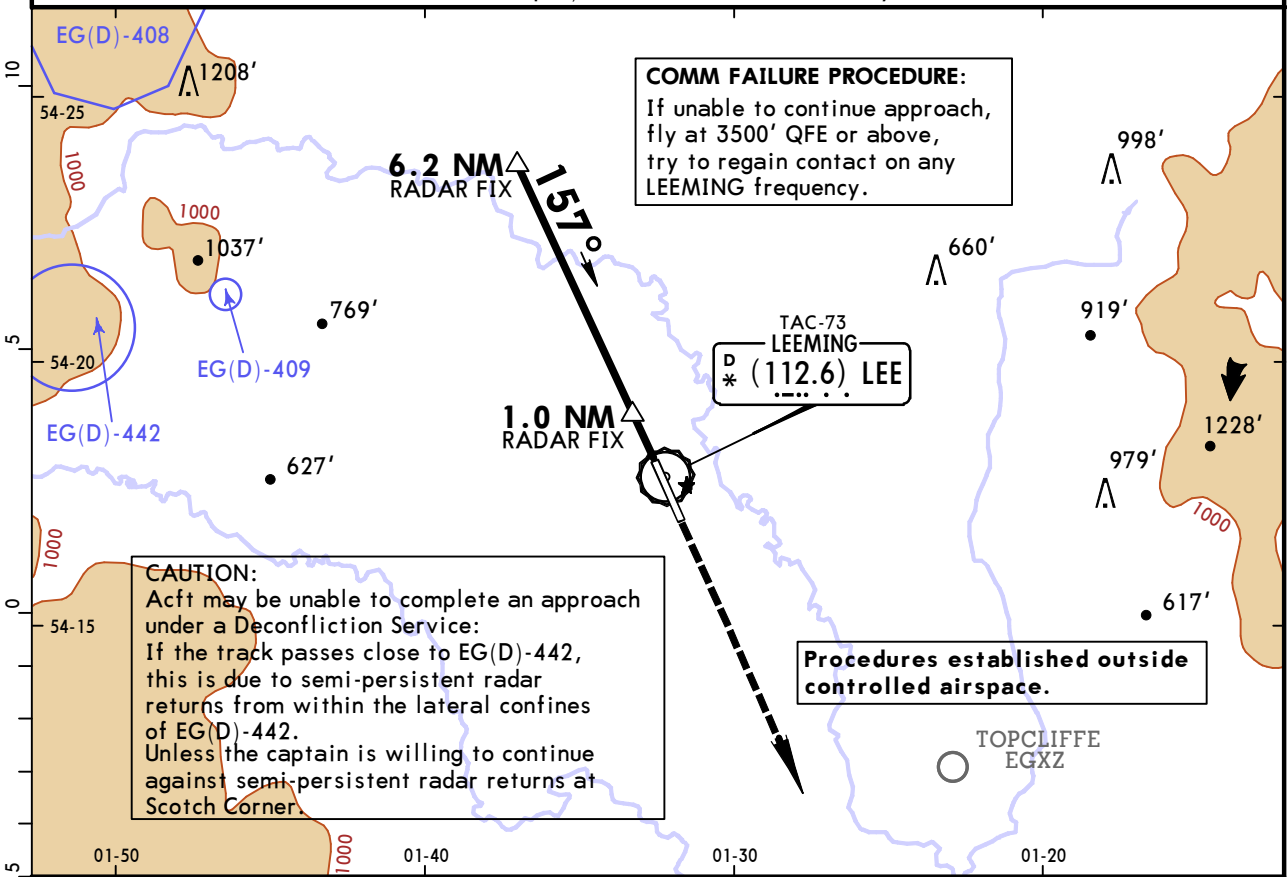 EG(D)-408
1208'
10
54-25
COMM FAILURE PROCEDURE:
If unable to continue approach,
fly at 3500' QFE or above,
try to regain contact on any
LEEMING frequency.
998'
1000
6.2 NM
RADAR FIX
157°
1000
1037'
660'
769'
919'
TAC-73
LEEMING
D
* (112.6) LEE
5
54-20
EG(D)-409
EG(D)-442
1.0 NM
RADAR FIX
1228'
627'
979'
1000
1000
CAUTION:
Acft may be unable to complete an approach
under a Deconfliction Service:
If the track passes close to EG(D)-442,
this is due to semi-persistent radar
returns from within the lateral confines
of EG(D)-442.
Unless the captain is willing to continue
against semi-persistent radar returns at
Scotch Corner.
0
54-15
617'
Procedures established outside
controlled airspace.
TOPCLIFFE
EGXZ
1000
5
01-50
01-40
01-30
01-20